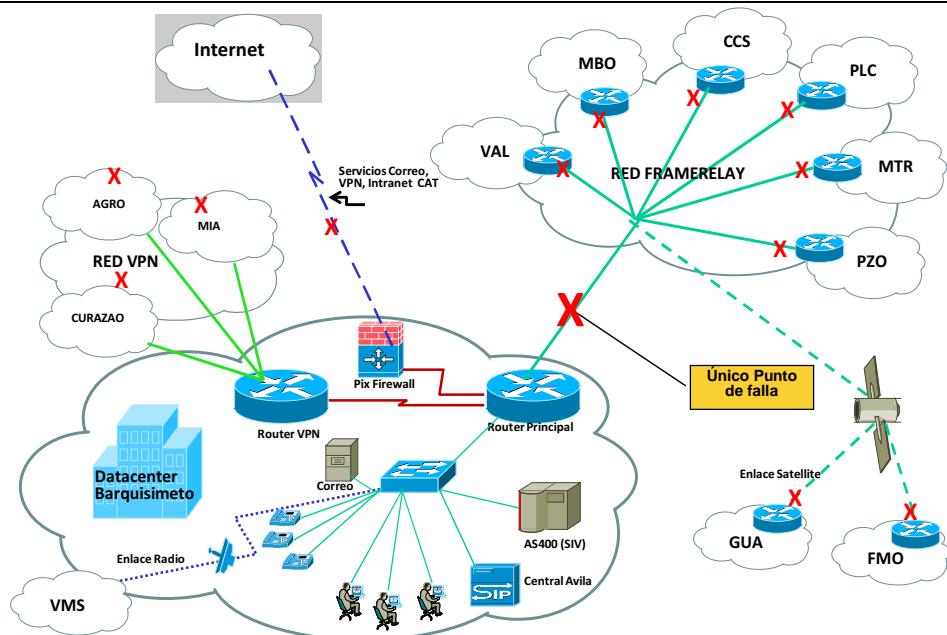 Internet
CCS
MBO
PLC
Servicios Correo,
VPN, Intranet CAT
VAL
RED FRAMERELAY
MTR
X
X
X
X
X
X
X
X
X
X
AGRO
MIA
RED VPN
X
PZO
CURAZAO
X
Único Punto
de falla
Pix Firewall
Router VPN
Router Principal
Datacenter
Barquisimeto
Correo
Enlace Satellite
X
X
AS400 (SIV)
GUA
FMO
Enlace Radio
SIP
Central Avila
VMS